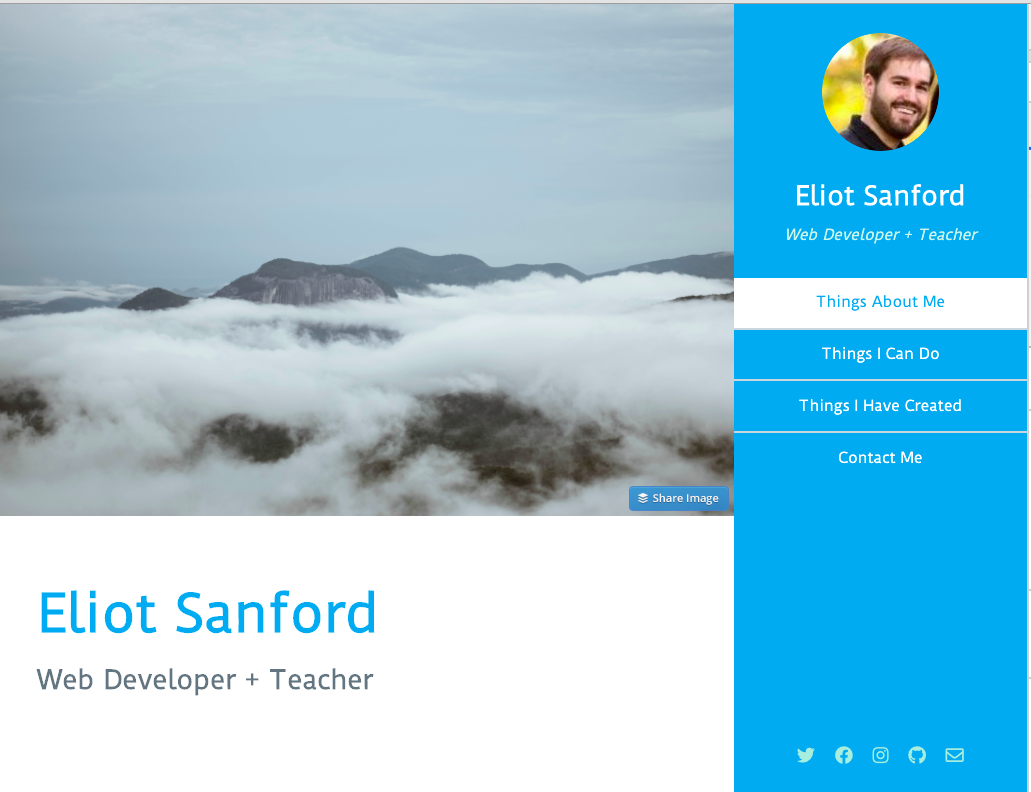 Share Image
Eliot Sanford
Web Developer + Teacher
Eliot Sanford
Web Developer + Teacher
Things About Me
Things I Can Do
Things I Have Created
Contact Me